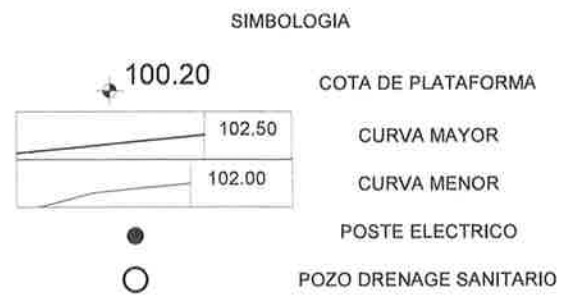 SIMBOLOGIA
100.20 COTA DE PLATAFORMA
102.50 CURVA MAYOR
102.00 CURVA MENOR
POSTE ELECTRICO
POZO DRENAGE SANITARIO